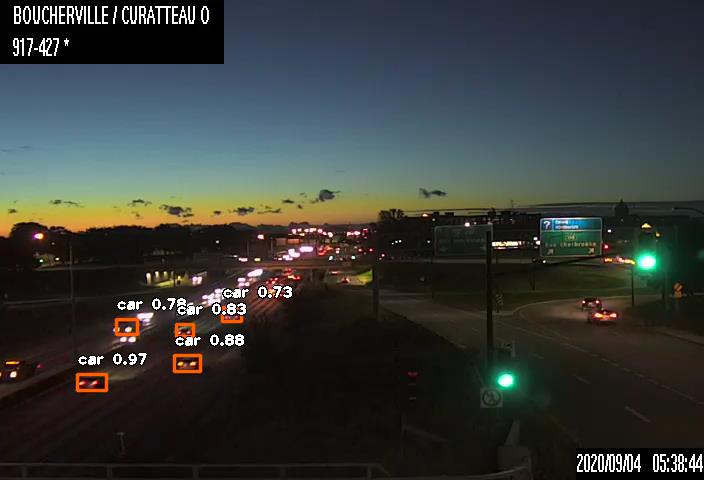 BOUCHERVILLE / CURATTEAU O
917-427 *
Rue Sherbrooke
car 0.73
car 0.78
car 0.83
car 0.88
car 0.97
2020/09/04 05:38:44